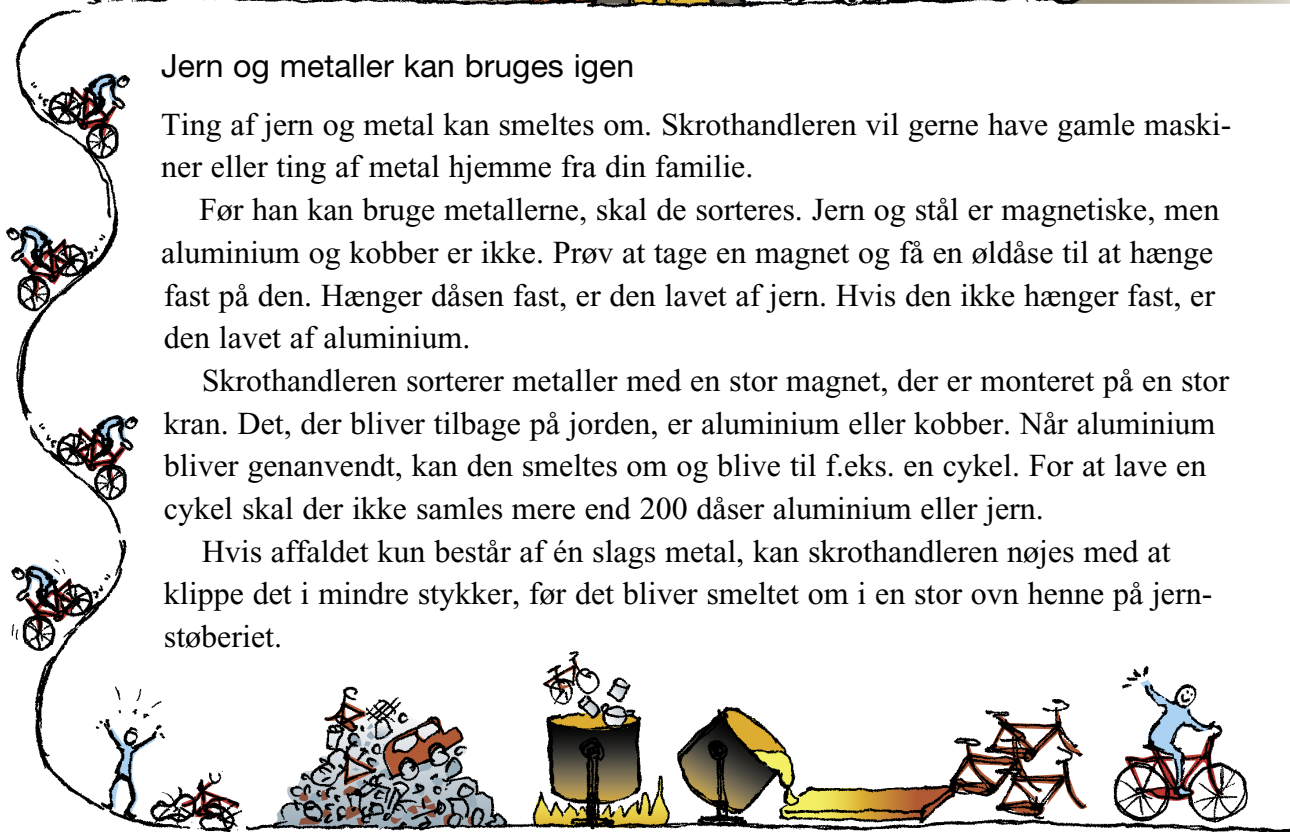 Jern og metaller kan bruges igen
Ting af jern og metal kan smeltes om. Skrothandleren vil gerne have gamle maski-
ner eller ting af metal hjemme fra din familie.
Før han kan bruge metallerne, skal de sorteres. Jern og stål er magnetiske, men
aluminium og kobber er ikke. Prøv at tage en magnet og få en øldåse til at hænge
fast på den. Hænger dåsen fast, er den lavet af jern. Hvis den ikke hænger fast, er
den lavet af aluminium.
Skrothandleren sorterer metaller med en stor magnet, der er monteret på en stor
kran. Det, der bliver tilbage på jorden, er aluminium eller kobber. Når aluminium
bliver genanvendt, kan den smeltes om og blive til f.eks. en cykel. For at lave en
cykel skal der ikke samles mere end 200 dåser aluminium eller jern.
Hvis affaldet kun består af én slags metal, kan skrothandleren nøjes med at
klippe det i mindre stykker, før det bliver smeltet om i en stor ovn henne på jern-
støberiet.